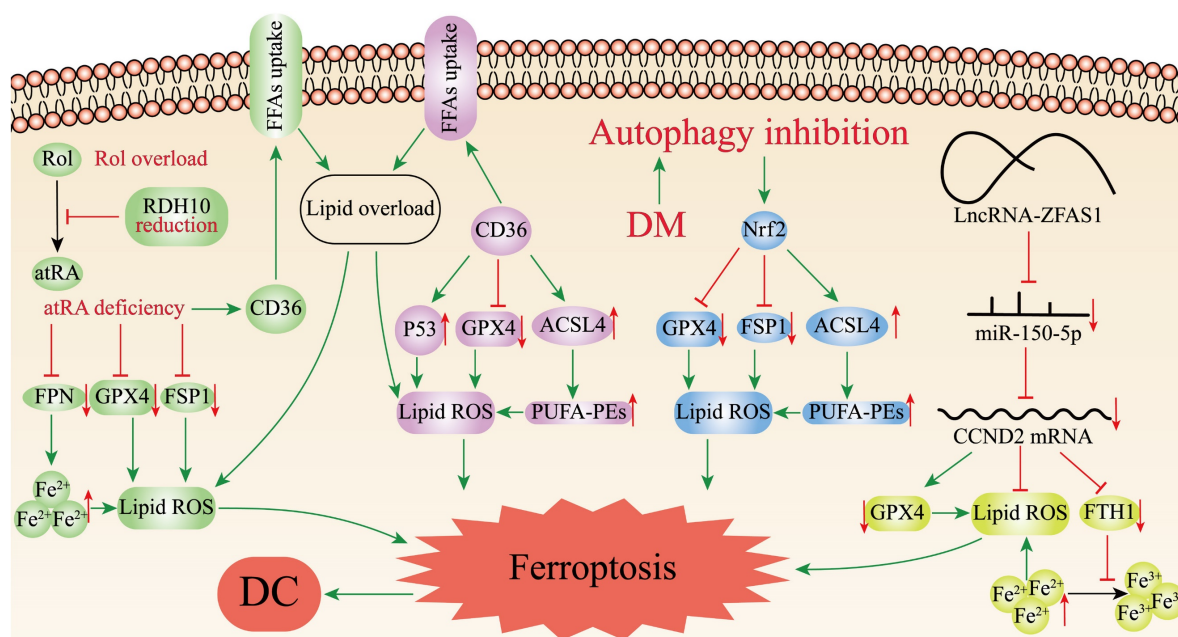 FFAs uptake
FFAs uptake
Rol
Rol overload
RDH10
reduction
atRA
atRA deficiency
CD36
FPN
GPX4
FSP1
Fe2+
Fe2+
Fe2+
Lipid ROS
Lipid overload
CD36
P53
GPX4
ACSL4
Lipid ROS
PUFA-PEs
Autophagy inhibition
DM
Nrf2
GPX4
FSP1
ACSL4
Lipid ROS
PUFA-PEs
LncRNA-ZFAS1
miR-150-5p
CCND2 mRNA
GPX4
Lipid ROS
FTH1
Fe2+
Fe2+
Fe2+
Fe3+
Fe3+
Fe3
Ferroptosis
DC